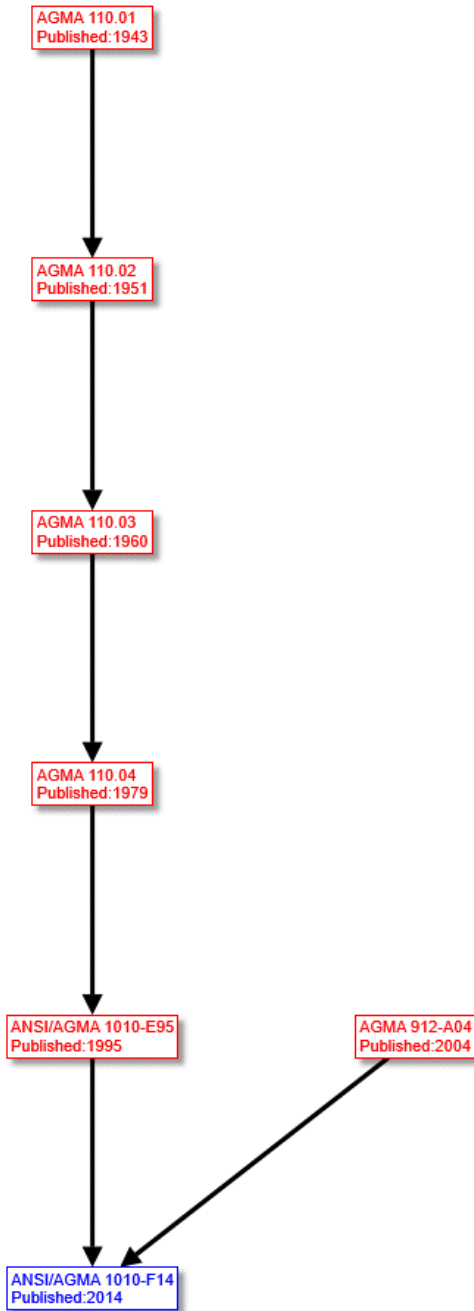 AGMA 110.01
Published:1943
AGMA 110.02
Published:1951
AGMA 110.03
Published:1960
AGMA 110.04
Published:1979
ANSI/AGMA 1010-E95
Published:1995
AGMA 912-A04
Published:2004
ANSI/AGMA 1010-F14
Published:2014